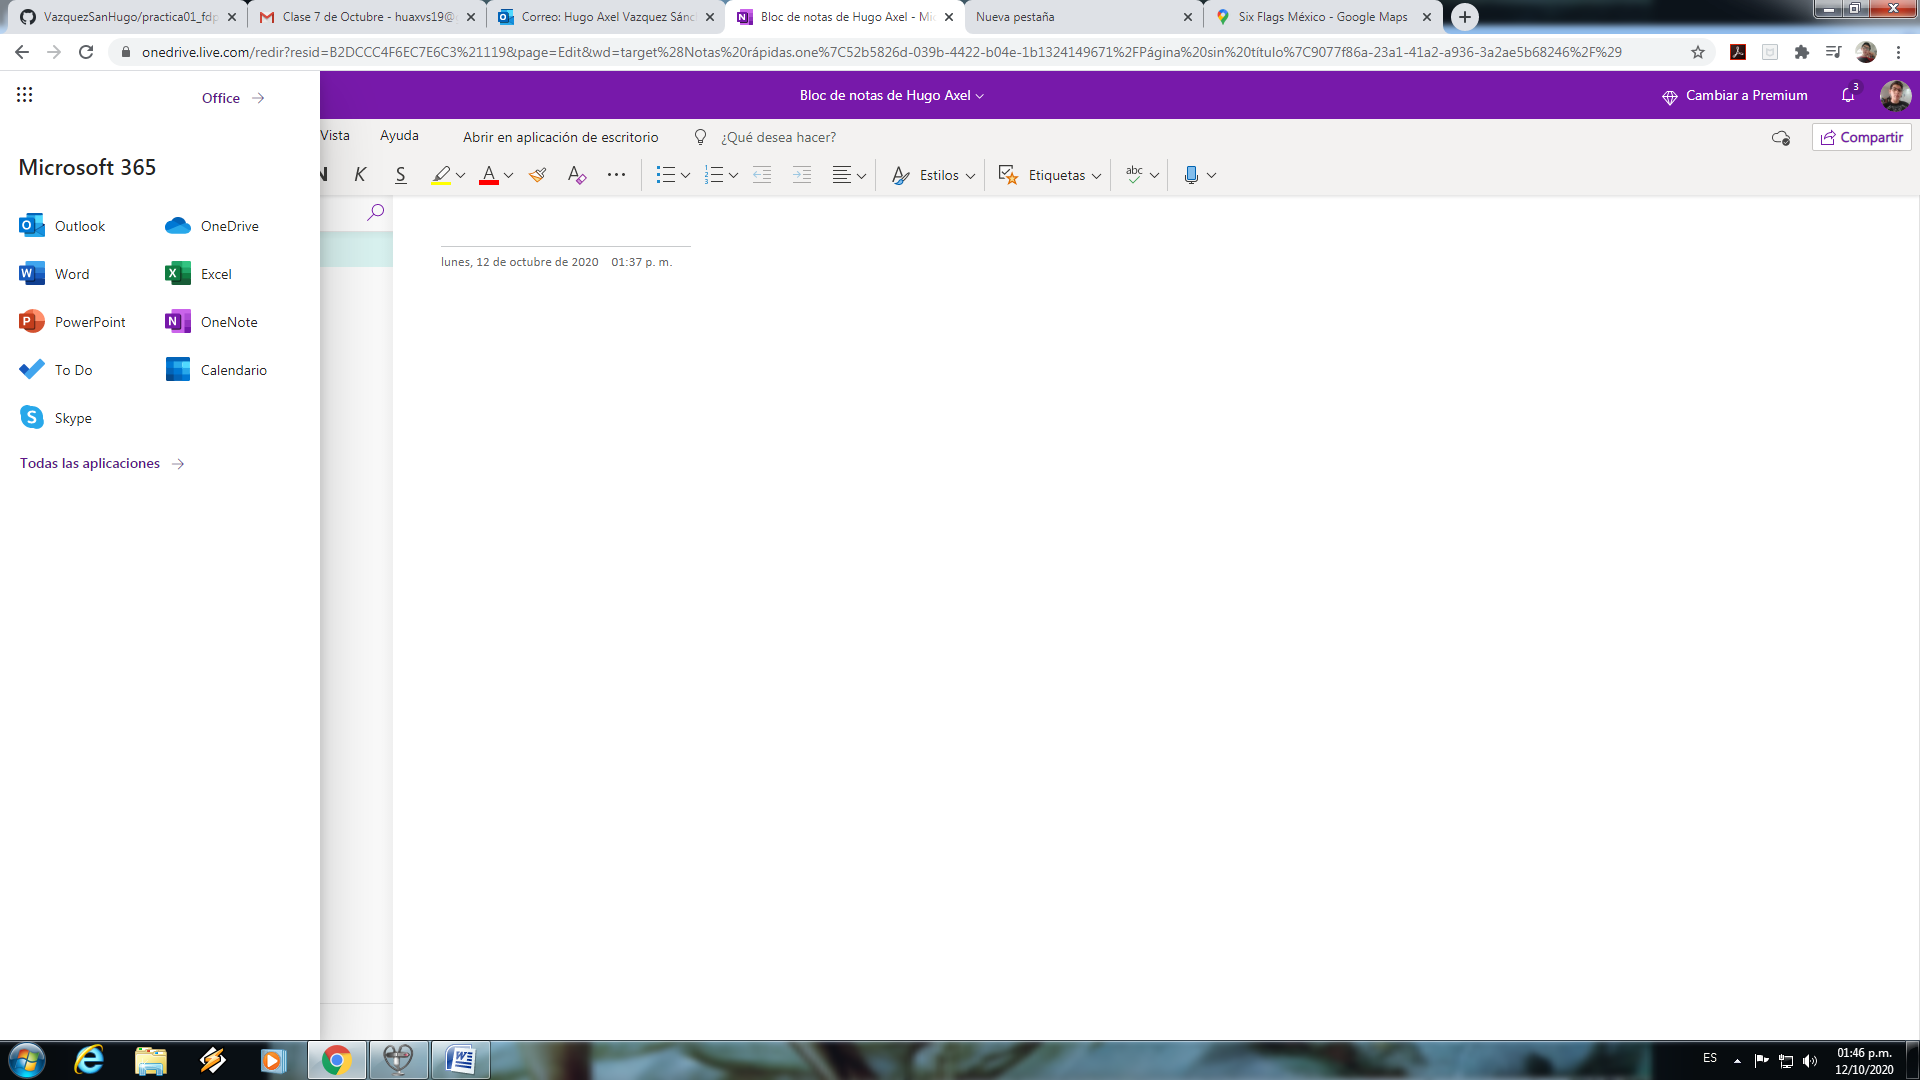 VazquezSanHugo/practica01_fdp
Clase 7 de Octubre - huaxvs19@
Correo: Hugo Axel Vazquez Sánc
Bloc de notas de Hugo Axel - Mi
Nueva pestaña
Six Flags México - Google Maps
onedrive.live.com/redir?resid=B2DCCC4F6EC7E6C3%21119&page=Edit&wd=target%28Notas%20rápidas.one%7C52b5826d-039b-4422-b04e-1b1324149671%2FPágina%20sin%20título%7C9077f86a-23a1-41a2-a936-3a2ae5b68246%2F%29
Office
Bloc de notas de Hugo Axel
Cambiar a Premium
3
Vista
Ayuda
Abrir en aplicación de escritorio
¿Qué desea hacer?
Compartir
N K S A A
Estilos
Etiquetas
abc
Microsoft 365
Outlook
OneDrive
Word
Excel
PowerPoint
OneNote
To Do
Calendario
Skype
Todas las aplicaciones
lunes, 12 de octubre de 2020 01:37 p. m.
ES
01:46 p.m.
12/10/2020